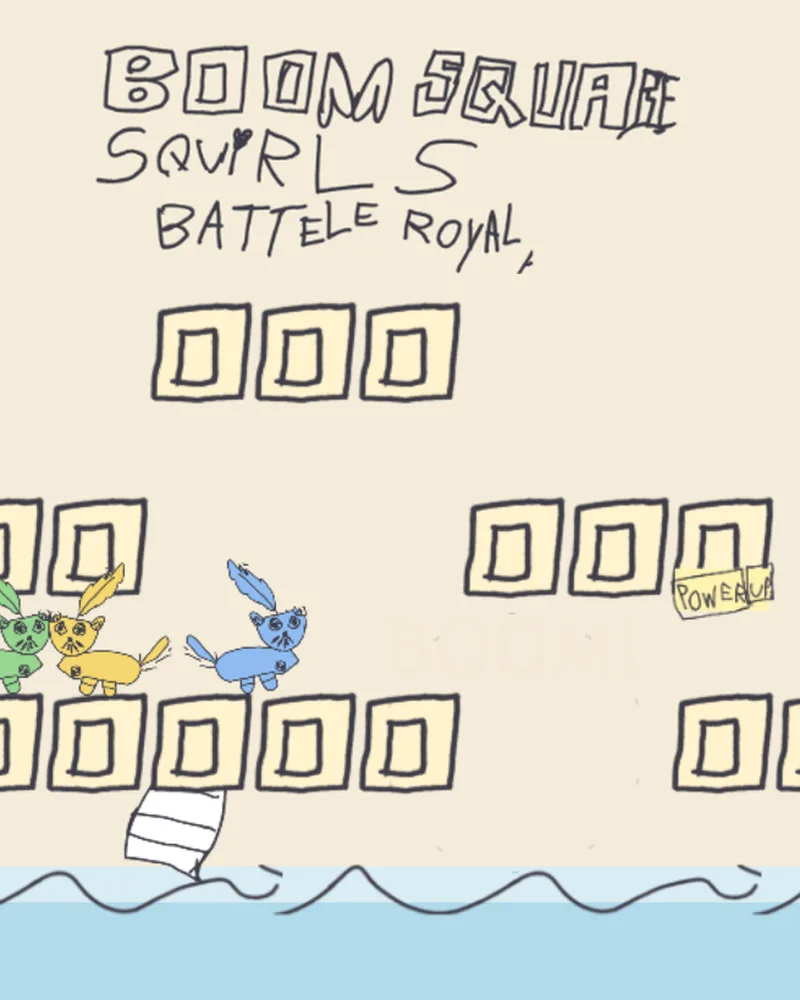 BOOM SQUARE
SQUIRLS
BATTELE ROYAL,
POWER UP
BOOM!